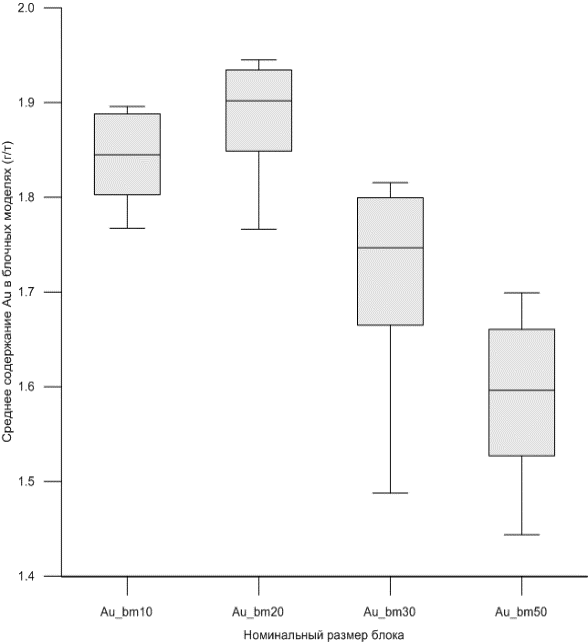 Среднее содержание Au в блочных моделях (г/т)
2.0
1.9
1.8
1.7
1.6
1.5
1.4
Au_bm10 Au_bm20 Au_bm30 Au_bm50
Номинальный размер блока